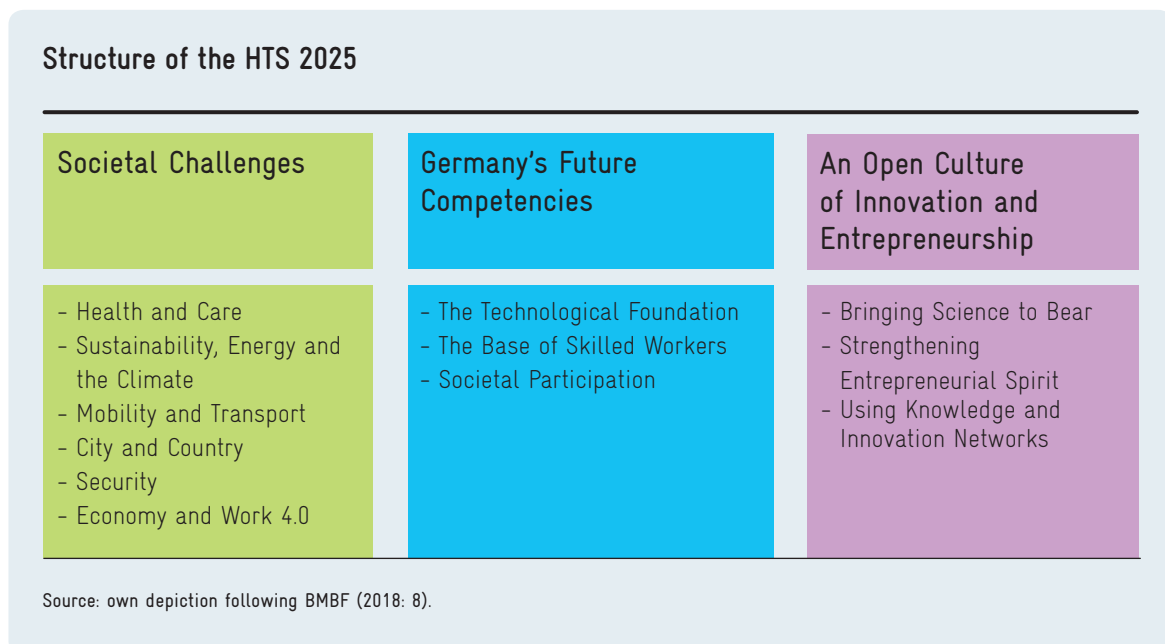 Structure of the HTS 2025
Societal Challenges
- Health and Care
- Sustainability, Energy and
the Climate
- Mobility and Transport
- City and Country
- Security
- Economy and Work 4.0
Germany's Future
Competencies
- The Technological Foundation
- The Base of Skilled Workers
- Societal Participation
An Open Culture
of Innovation and
Entrepreneurship
- Bringing Science to Bear
- Strengthening
Entrepreneurial Spirit
- Using Knowledge and
Innovation Networks
Source: own depiction following BMBF (2018: 8).